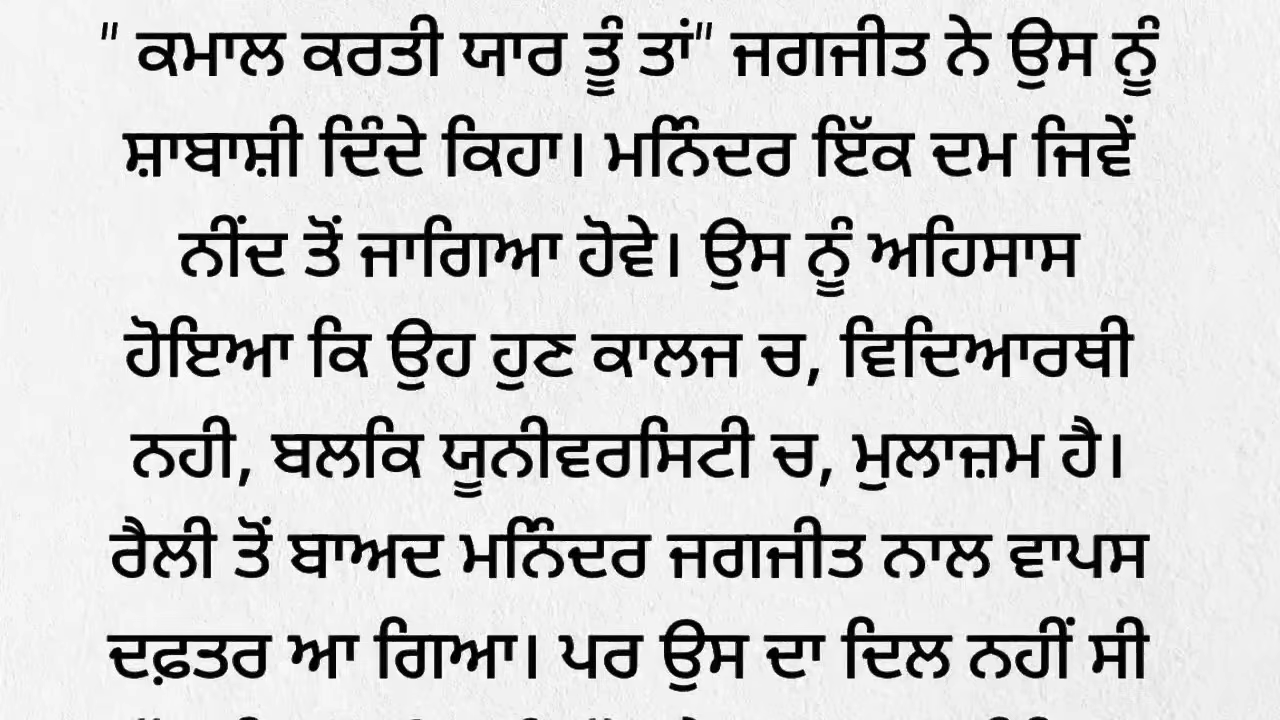 " ਕਮਾਲ ਕਰਤੀ ਯਾਰ ਤੂੰ ਤਾਂ" ਜਗਜੀਤ ਨੇ ਉਸ ਨੂੰ
ਸ਼ਾਬਾਸ਼ੀ ਦਿੰਦੇ ਕਿਹਾ। ਮਨਿੰਦਰ ਇੱਕ ਦਮ ਜਿਵੇਂ
ਨੀਂਦ ਤੋਂ ਜਾਗਿਆ ਹੋਵੇ। ਉਸ ਨੂੰ ਅਹਿਸਾਸ
ਹੋਇਆ ਕਿ ਉਹ ਹੁਣ ਕਾਲਜ ਚ, ਵਿਦਿਆਰਥੀ
ਨਹੀ, ਬਲਕਿ ਯੂਨੀਵਰਸਿਟੀ ਚ, ਮੁਲਾਜ਼ਮ ਹੈ।
ਰੈਲੀ ਤੋਂ ਬਾਅਦ ਮਨਿੰਦਰ ਜਗਜੀਤ ਨਾਲ ਵਾਪਸ
ਦਫ਼ਤਰ ਆ ਗਿਆ। ਪਰ ਉਸ ਦਾ ਦਿਲ ਨਹੀਂ ਸੀ